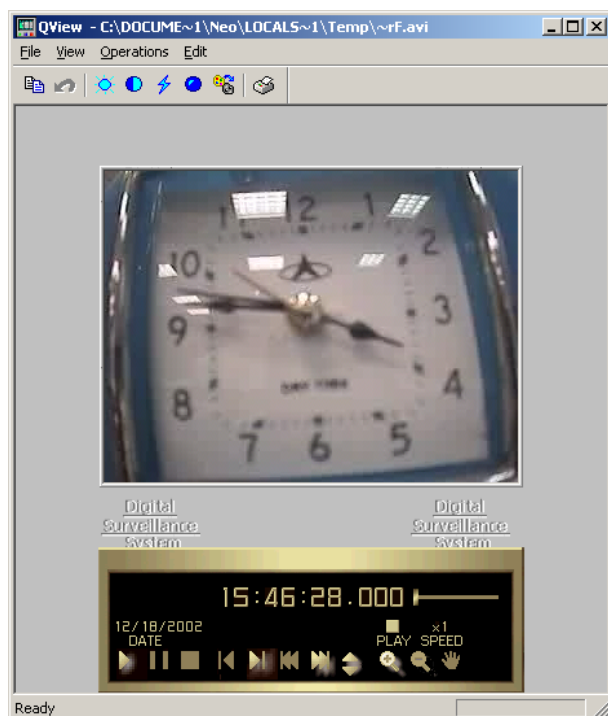 QView - C:\DOCUME~1\Neo\LOCALS~1\Temp\~rF.avi
File View Operations Edit
11 12 1
10 2
9 3
8 4
7 6 5
Digital Digital
Surveillance Surveillance
System System
15:46:28.000
12/18/2002 x1
DATE PLAY SPEED
Ready